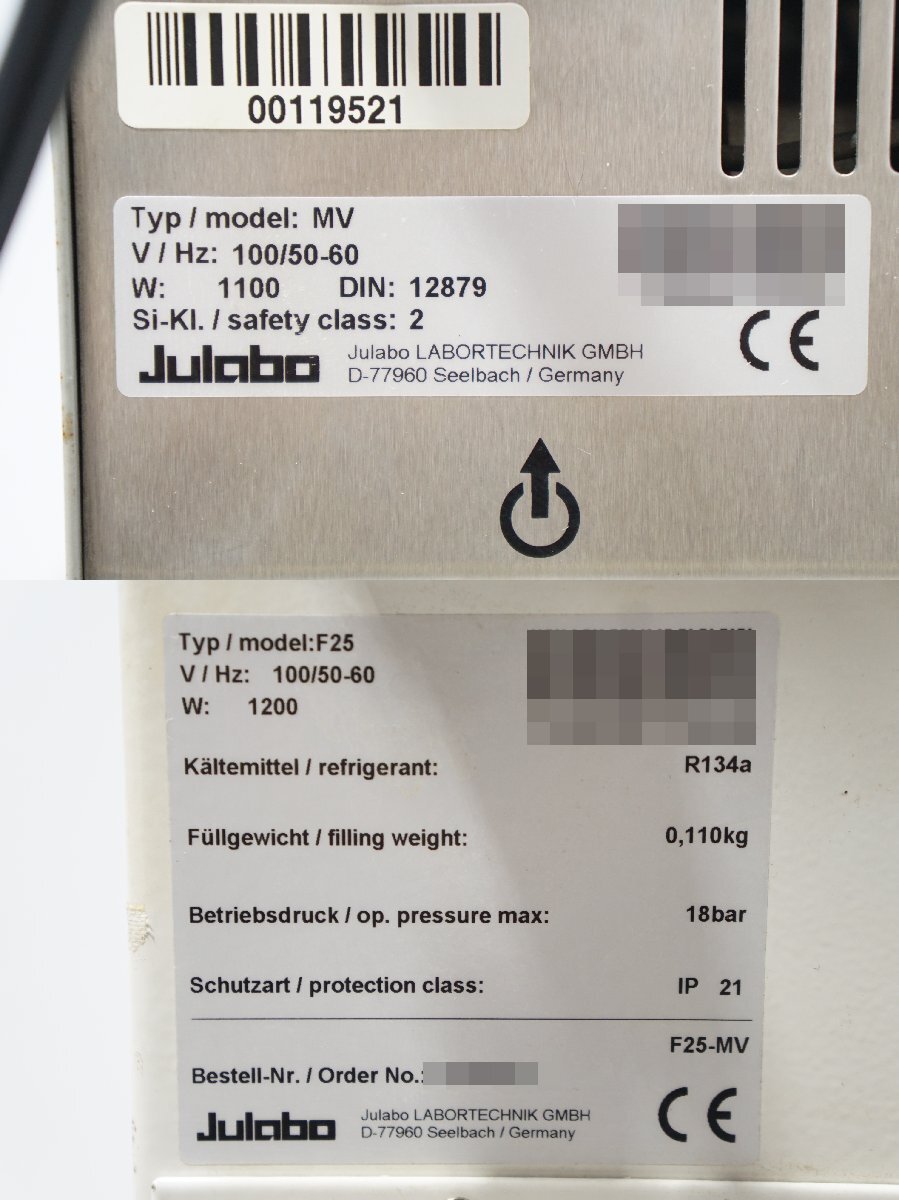 00119521
Typ / model: MV
V / Hz: 100/50-60
W: 1100 DIN: 12879
Si-Kl. / safety class: 2
Julabo Julabo LABORTECHNIK GMBH
D-77960 Seelbach / Germany
CE
Typ / model:F25
V / Hz: 100/50-60
W: 1200
Kältemittel / refrigerant: R134a
Füllgewicht / filling weight: 0,110kg
Betriebsdruck / op. pressure max: 18bar
Schutzart / protection class: IP 21
F25-MV
Bestell-Nr. / Order No.:
Julabo Julabo LABORTECHNIK GMBH
D-77960 Seelbach / Germany
CE